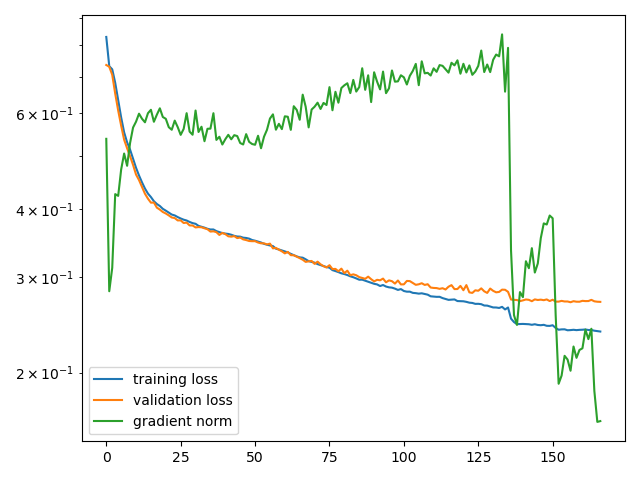 6 × 10⁻¹
4 × 10⁻¹
3 × 10⁻¹
2 × 10⁻¹
training loss
validation loss
gradient norm
0 25 50 75 100 125 150